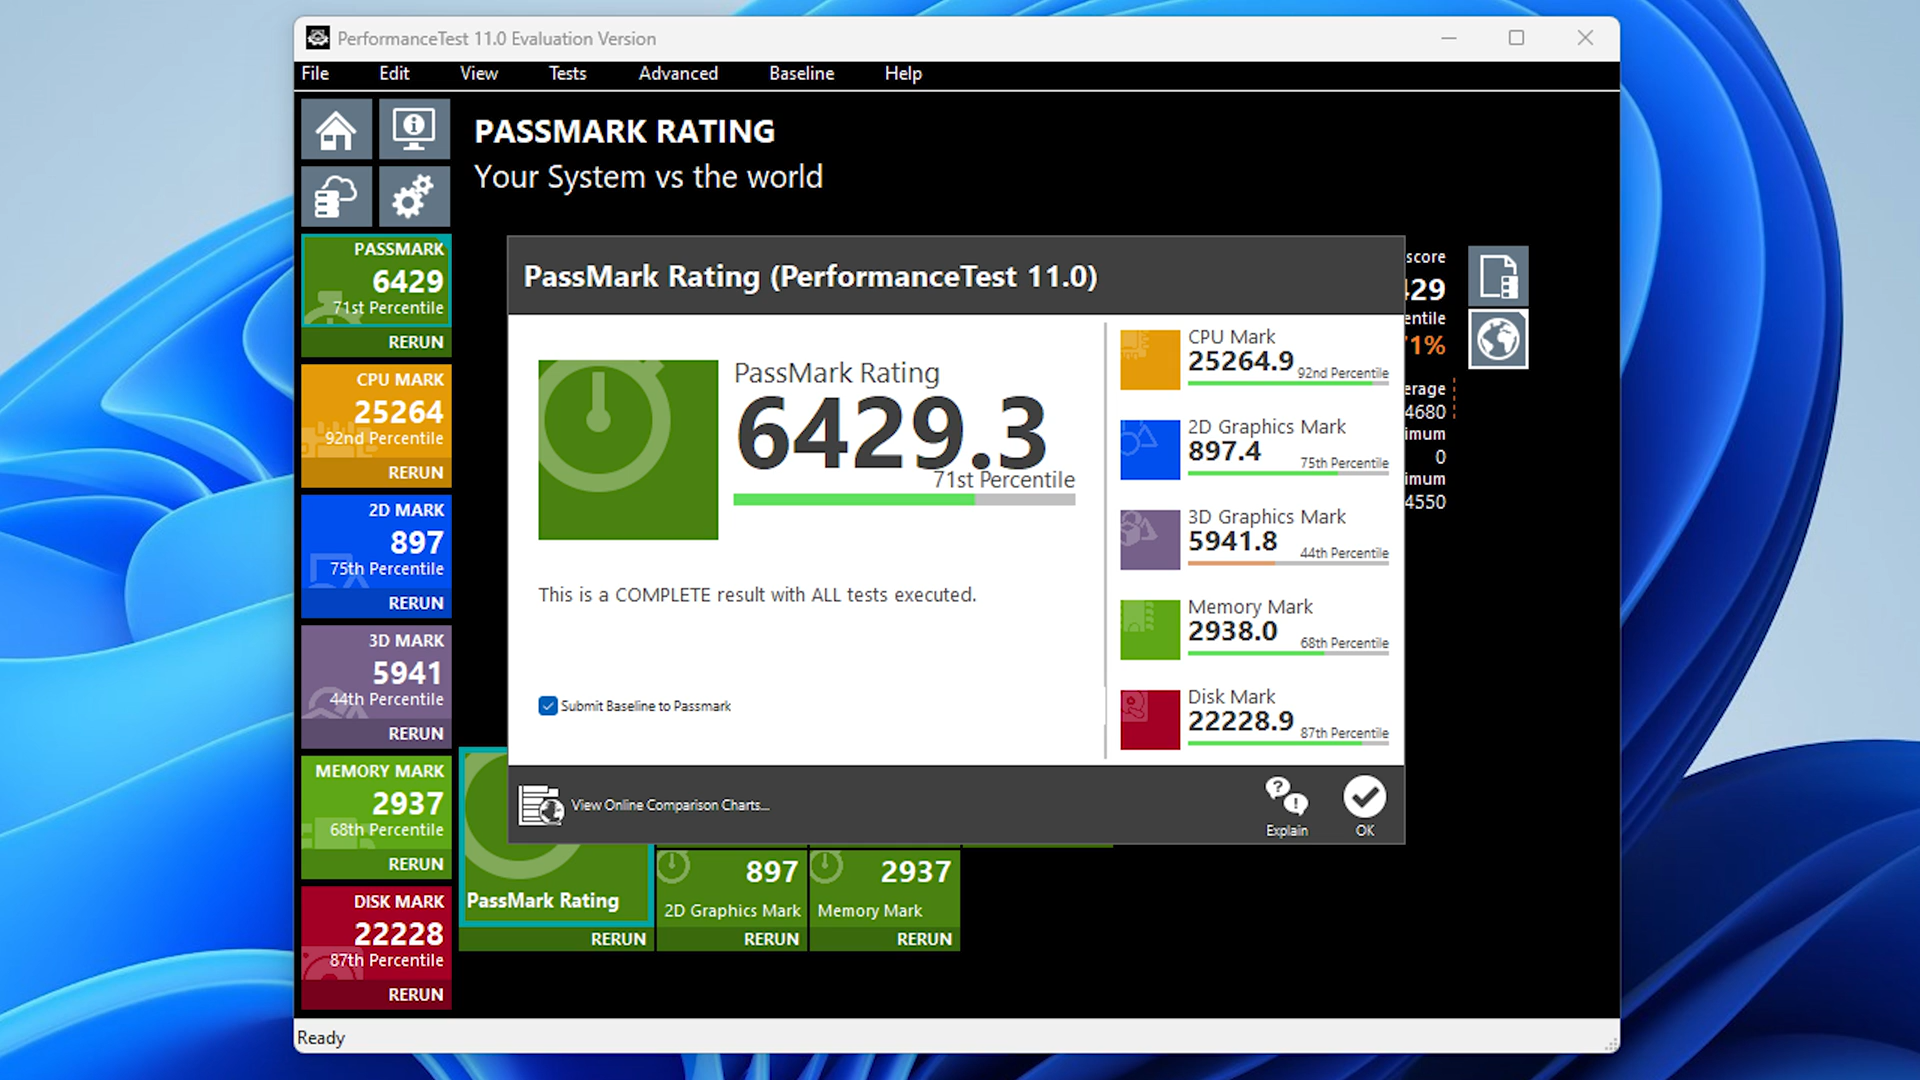 PerformanceTest 11.0 Evaluation Version
File Edit View Tests Advanced Baseline Help
PASSMARK RATING
Your System vs the world
PASSMARK
6429
71st Percentile
RERUN
CPU MARK
25264
92nd Percentile
RERUN
2D MARK
897
75th Percentile
RERUN
3D MARK
5941
44th Percentile
RERUN
MEMORY MARK
2937
68th Percentile
RERUN
DISK MARK
22228
87th Percentile
RERUN
PassMark Rating (PerformanceTest 11.0)
PassMark Rating
6429.3
71st Percentile
This is a COMPLETE result with ALL tests executed.
Submit Baseline to Passmark
CPU Mark
25264.9 92nd Percentile
2D Graphics Mark
897.4 75th Percentile
3D Graphics Mark
5941.8 44th Percentile
Memory Mark
2938.0 68th Percentile
Disk Mark
22228.9 87th Percentile
View Online Comparison Charts...
Explain
OK
score
429
entile
71%
erage
4680
imum
0
imum
4550
PassMark Rating
RERUN
897
2D Graphics Mark
RERUN
2937
Memory Mark
RERUN
Ready